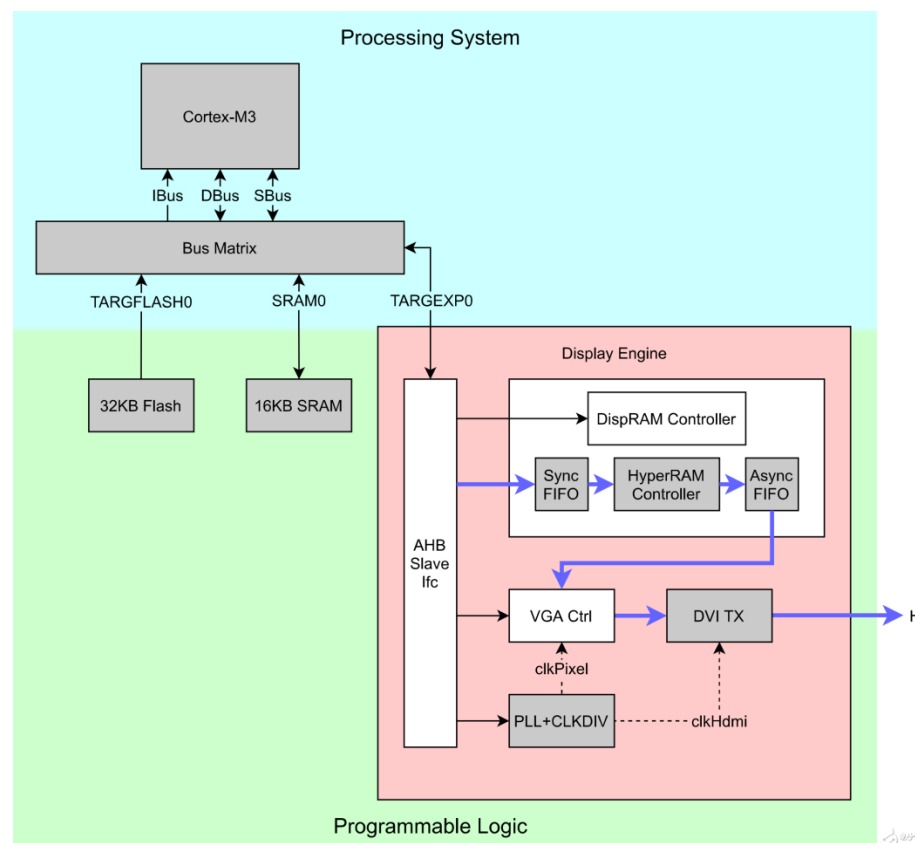 Processing System
Cortex-M3
IBus
DBus
SBus
Bus Matrix
TARGFLASH0
SRAM0
TARGEXP0
Display Engine
32KB Flash
16KB SRAM
DispRAM Controller
Sync
FIFO
HyperRAM
Controller
Async
FIFO
AHB
Slave
Ifc
VGA Ctrl
DVI TX
clkPixel
PLL+CLKDIV
clkHdmi
Programmable Logic